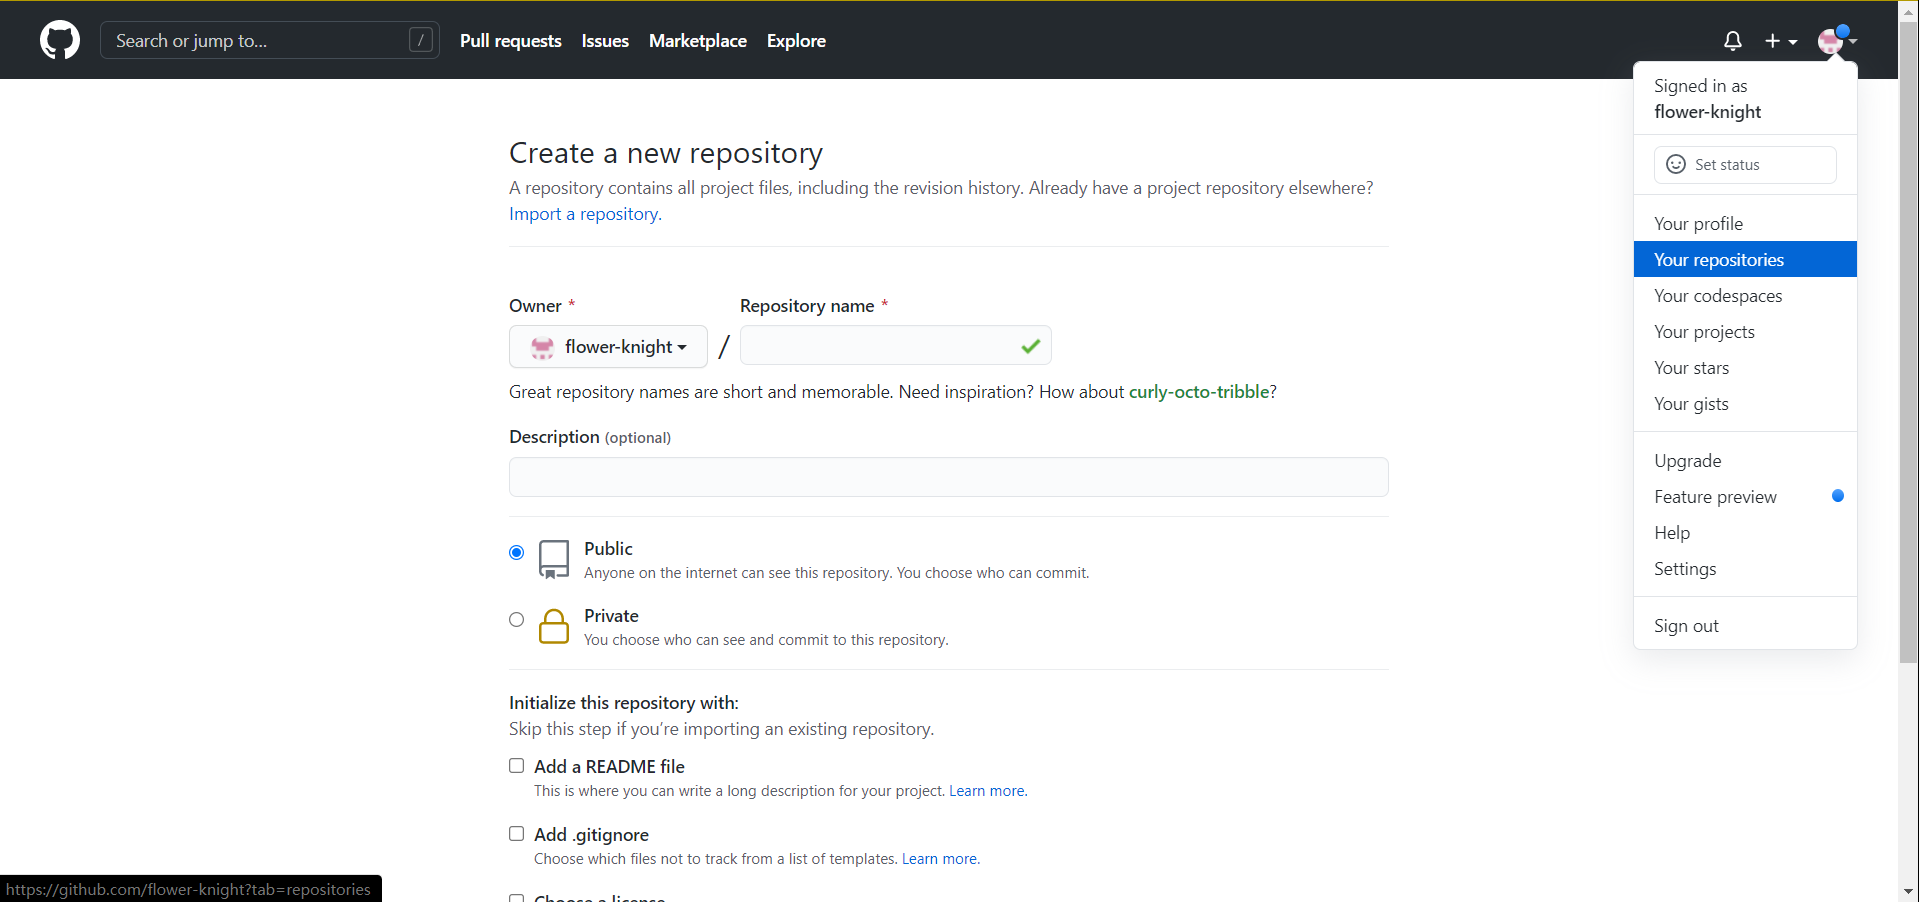 Search or jump to... /
Pull requests
Issues
Marketplace
Explore
Signed in as
flower-knight
Set status
Your profile
Your repositories
Your codespaces
Your projects
Your stars
Your gists
Upgrade
Feature preview
Help
Settings
Sign out
Create a new repository
A repository contains all project files, including the revision history. Already have a project repository elsewhere?
Import a repository.
Owner *
Repository name *
flower-knight
/
Great repository names are short and memorable. Need inspiration? How about curly-octo-tribble?
Description (optional)
Public
Anyone on the internet can see this repository. You choose who can commit.
Private
You choose who can see and commit to this repository.
Initialize this repository with:
Skip this step if you’re importing an existing repository.
Add a README file
This is where you can write a long description for your project. Learn more.
Add .gitignore
Choose which files not to track from a list of templates. Learn more.
Choose a license
https://github.com/flower-knight?tab=repositories